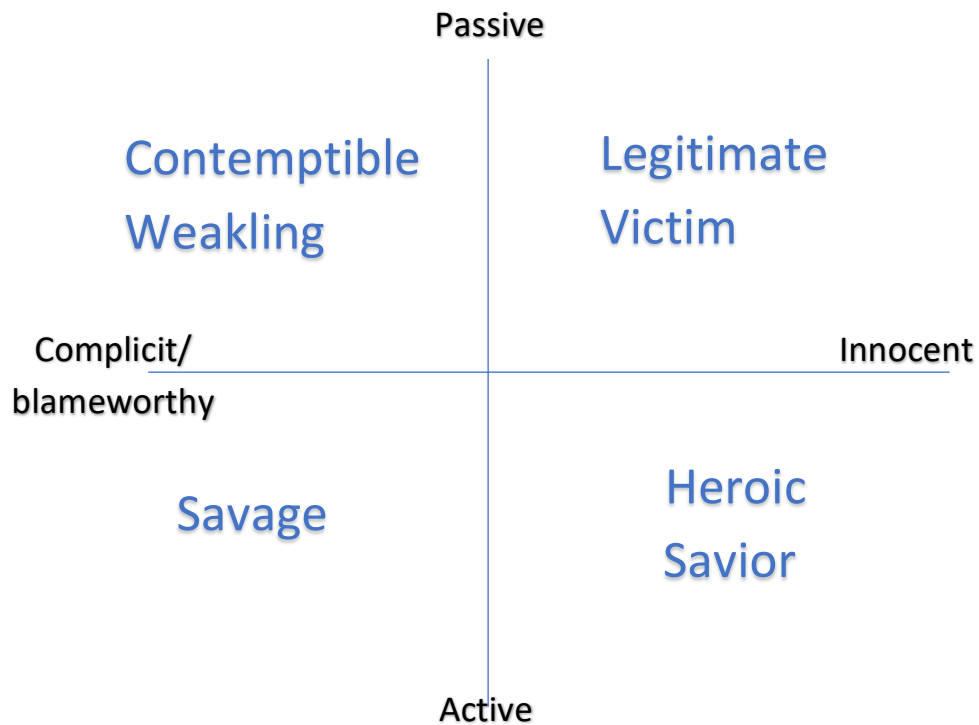 Passive
Contemptible
Weakling
Legitimate
Victim
Complicit/
blameworthy
Innocent
Savage
Heroic
Savior
Active